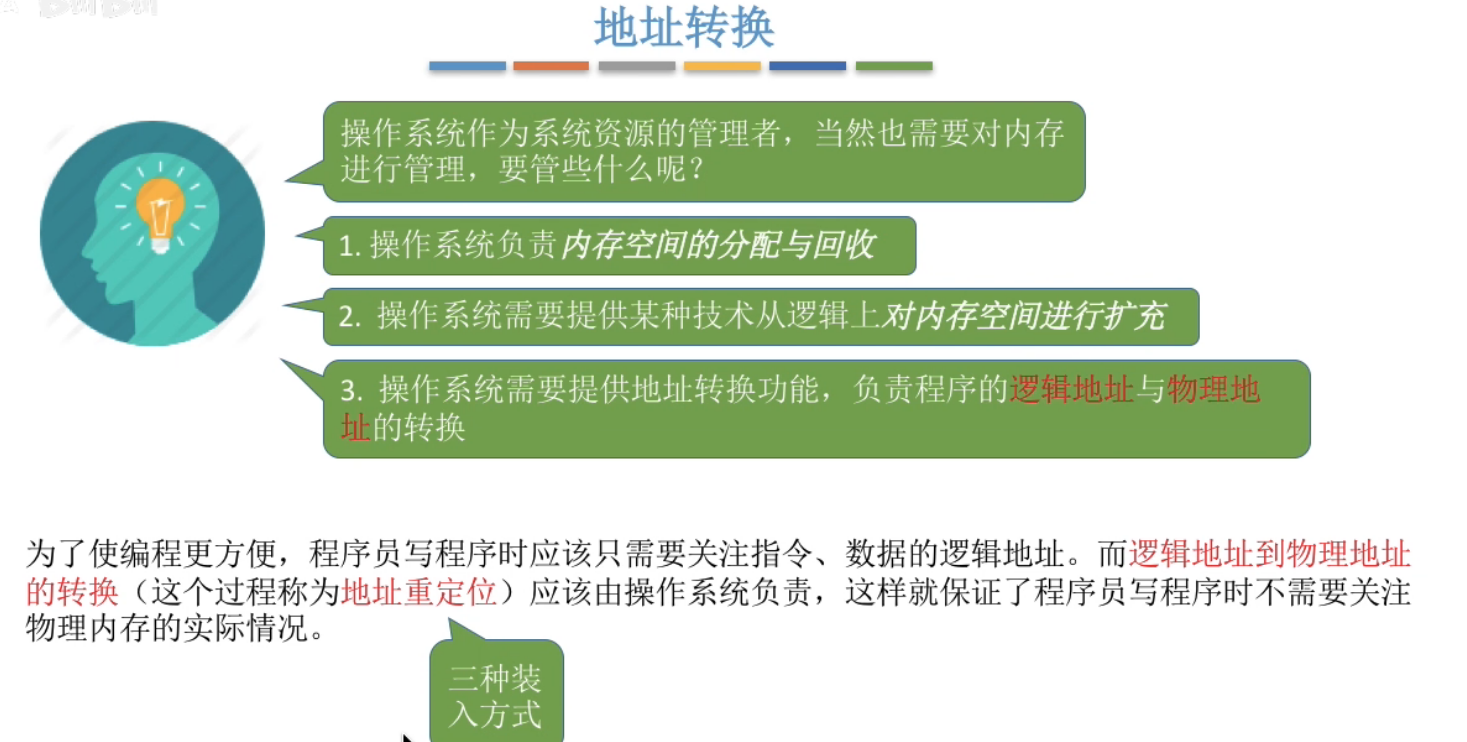 地址转换
操作系统作为系统资源的管理者，当然也需要对内存
进行管理，要管些什么呢？
1. 操作系统负责内存空间的分配与回收
2. 操作系统需要提供某种技术从逻辑上对内存空间进行扩充
3. 操作系统需要提供地址转换功能，负责程序的逻辑地址与物理地
址的转换
为了使编程更方便，程序员写程序时应该只需要关注指令、数据的逻辑地址。而逻辑地址到物理地址
的转换（这个过程称为地址重定位）应该由操作系统负责，这样就保证了程序员写程序时不需要关注
物理内存的实际情况。
三种装
入方式